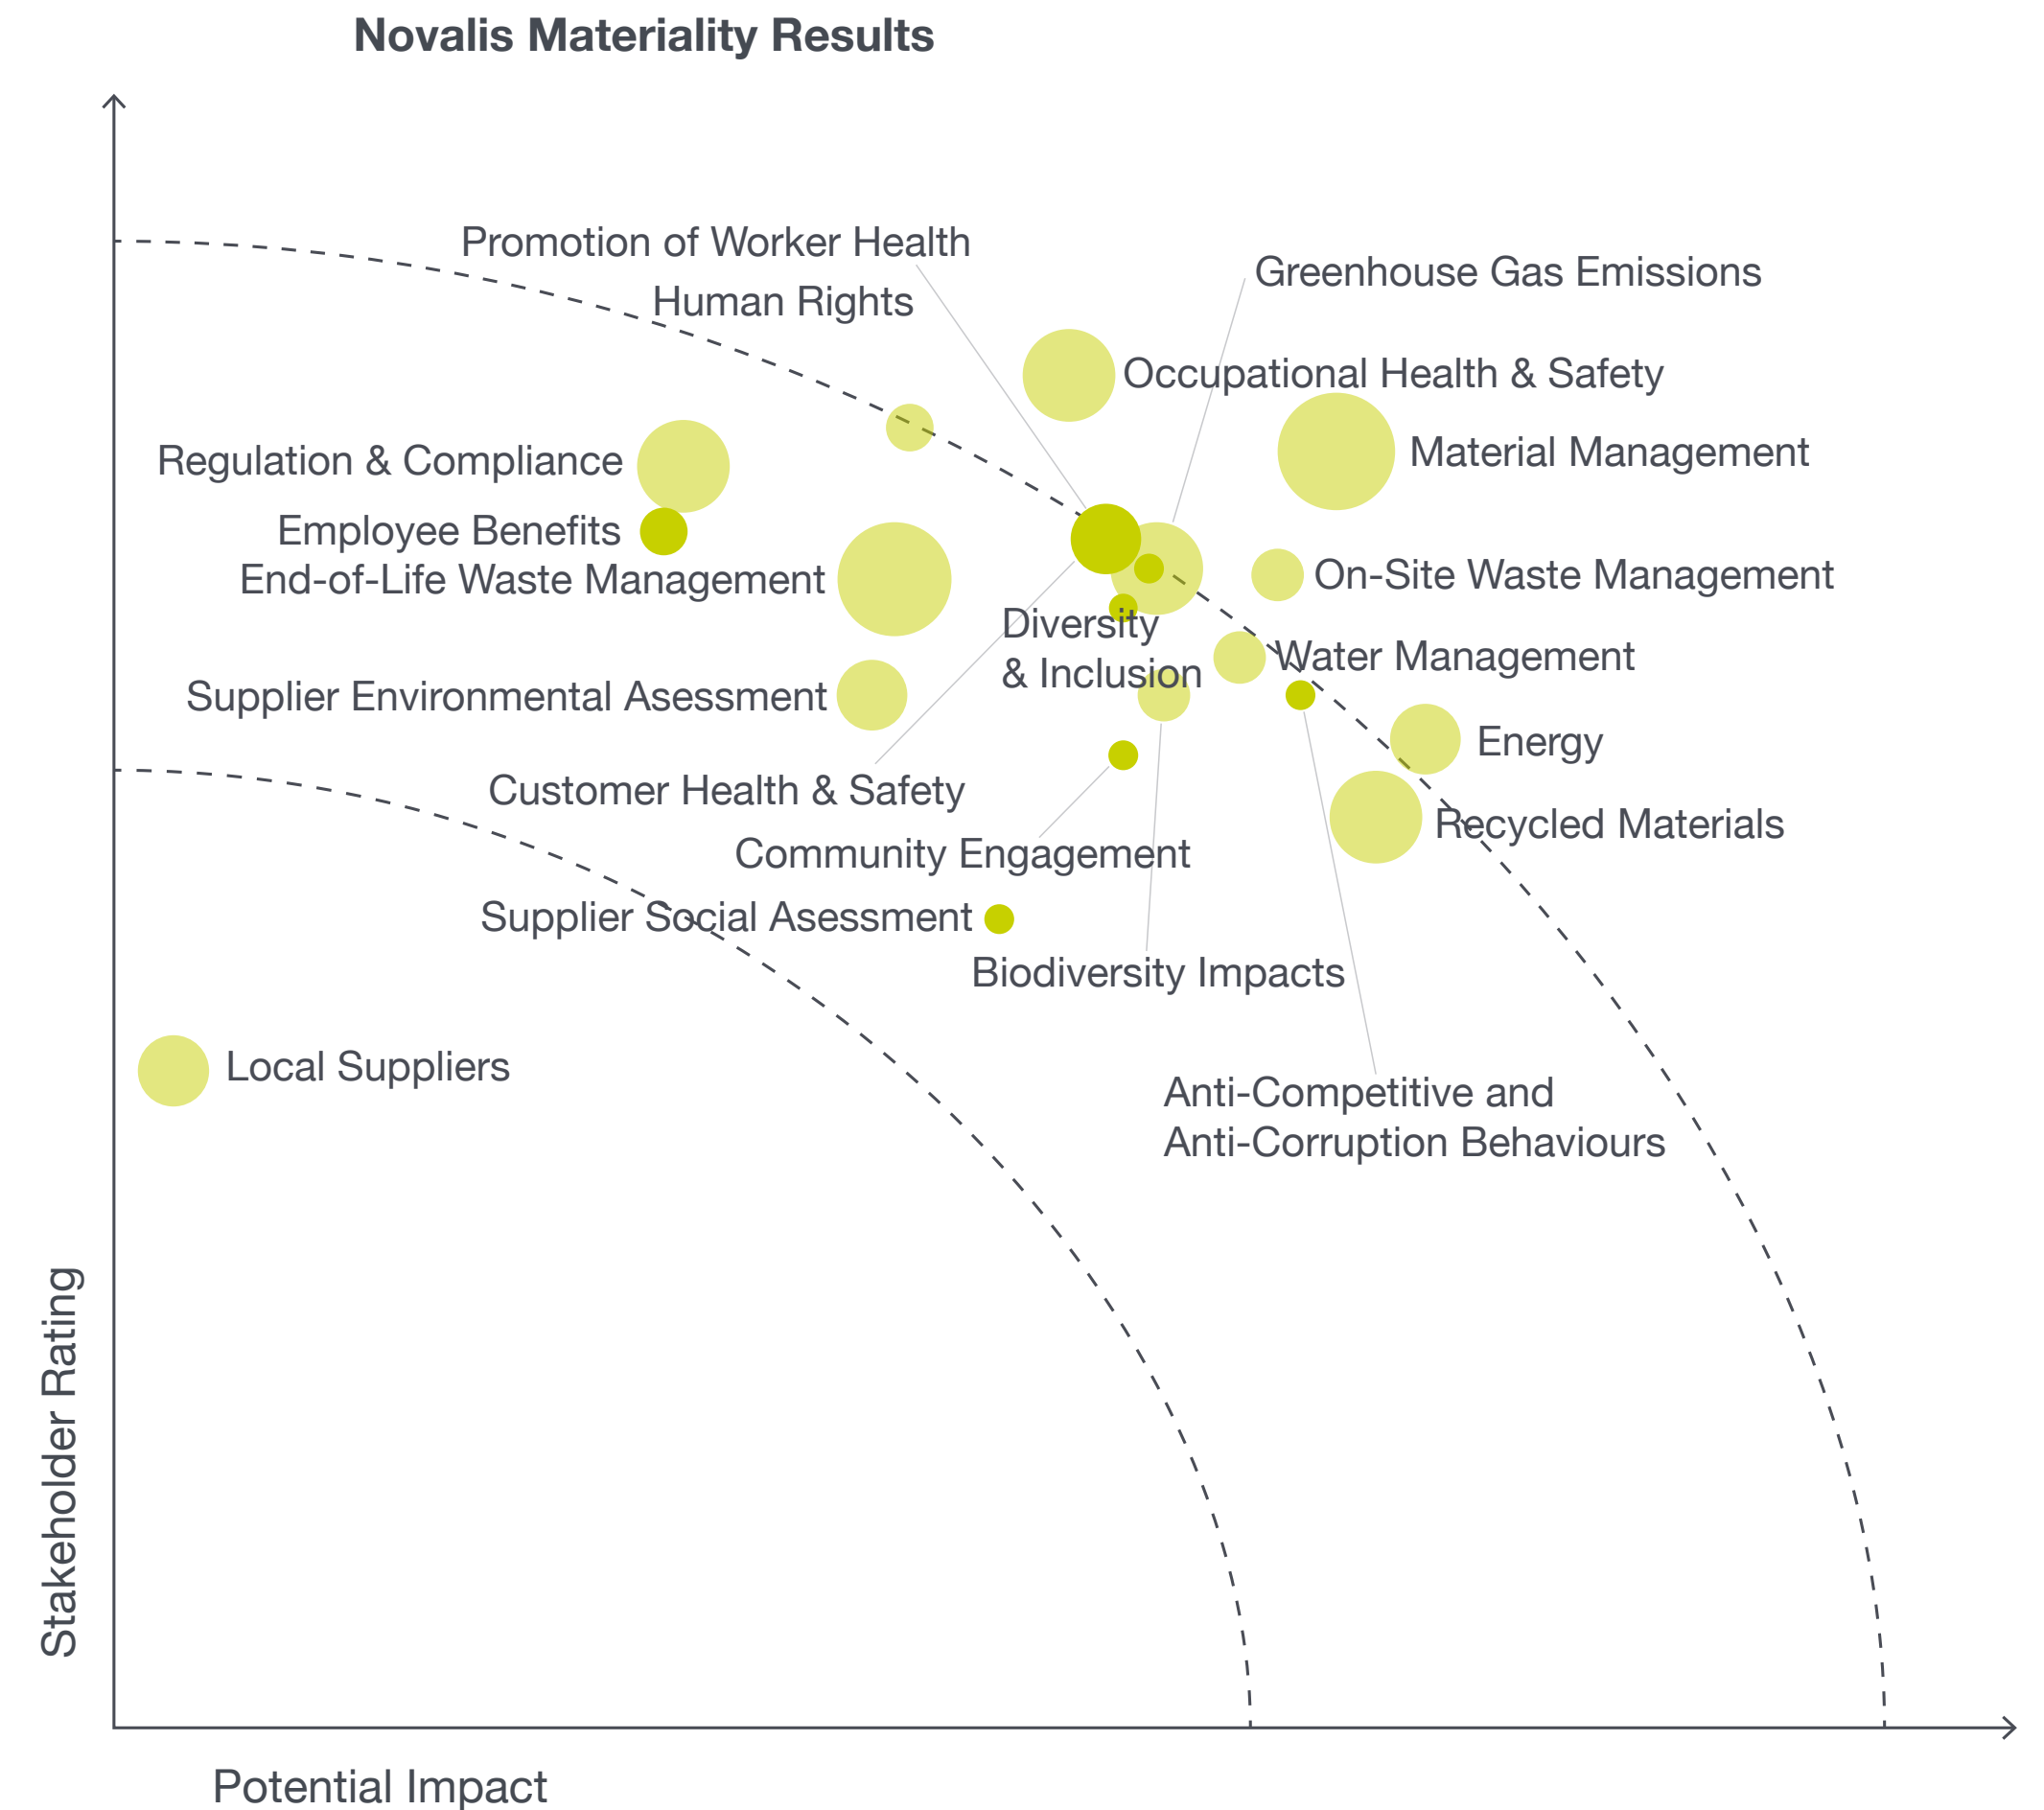 Novalis Materiality Results
Promotion of Worker Health
Greenhouse Gas Emissions
Human Rights
Occupational Health & Safety
Material Management
Regulation & Compliance
Employee Benefits
End-of-Life Waste Management
On-Site Waste Management
Diversity
& Inclusion
Water Management
Supplier Environmental Asessment
Energy
Customer Health & Safety
Recycled Materials
Community Engagement
Supplier Social Asessment
Biodiversity Impacts
Local Suppliers
Anti-Competitive and
Anti-Corruption Behaviours
Stakeholder Rating
Potential Impact